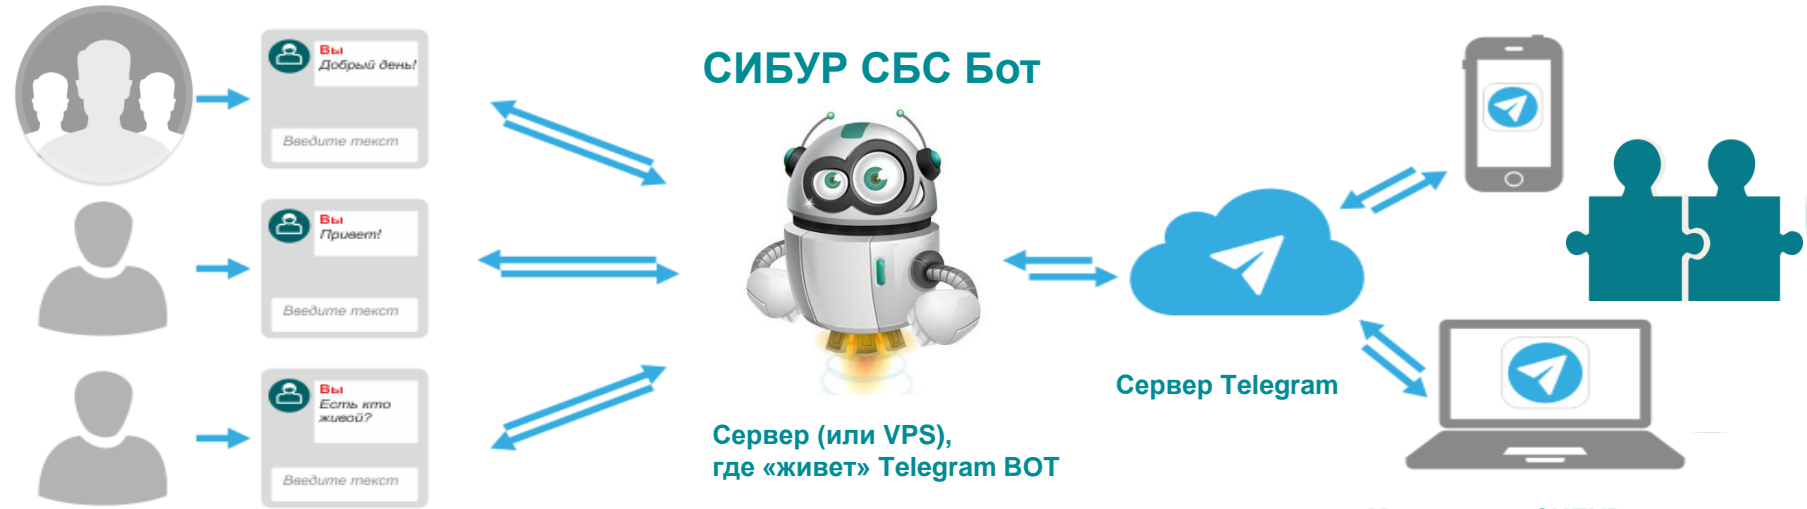 СИБУР СБС Бот
Вы
Добрый день!
Введите текст
Вы
Привет!
Введите текст
Вы
Есть кто
живой?
Введите текст
Сервер (или VPS),
где «живет» Telegram BOT
Сервер Telegram